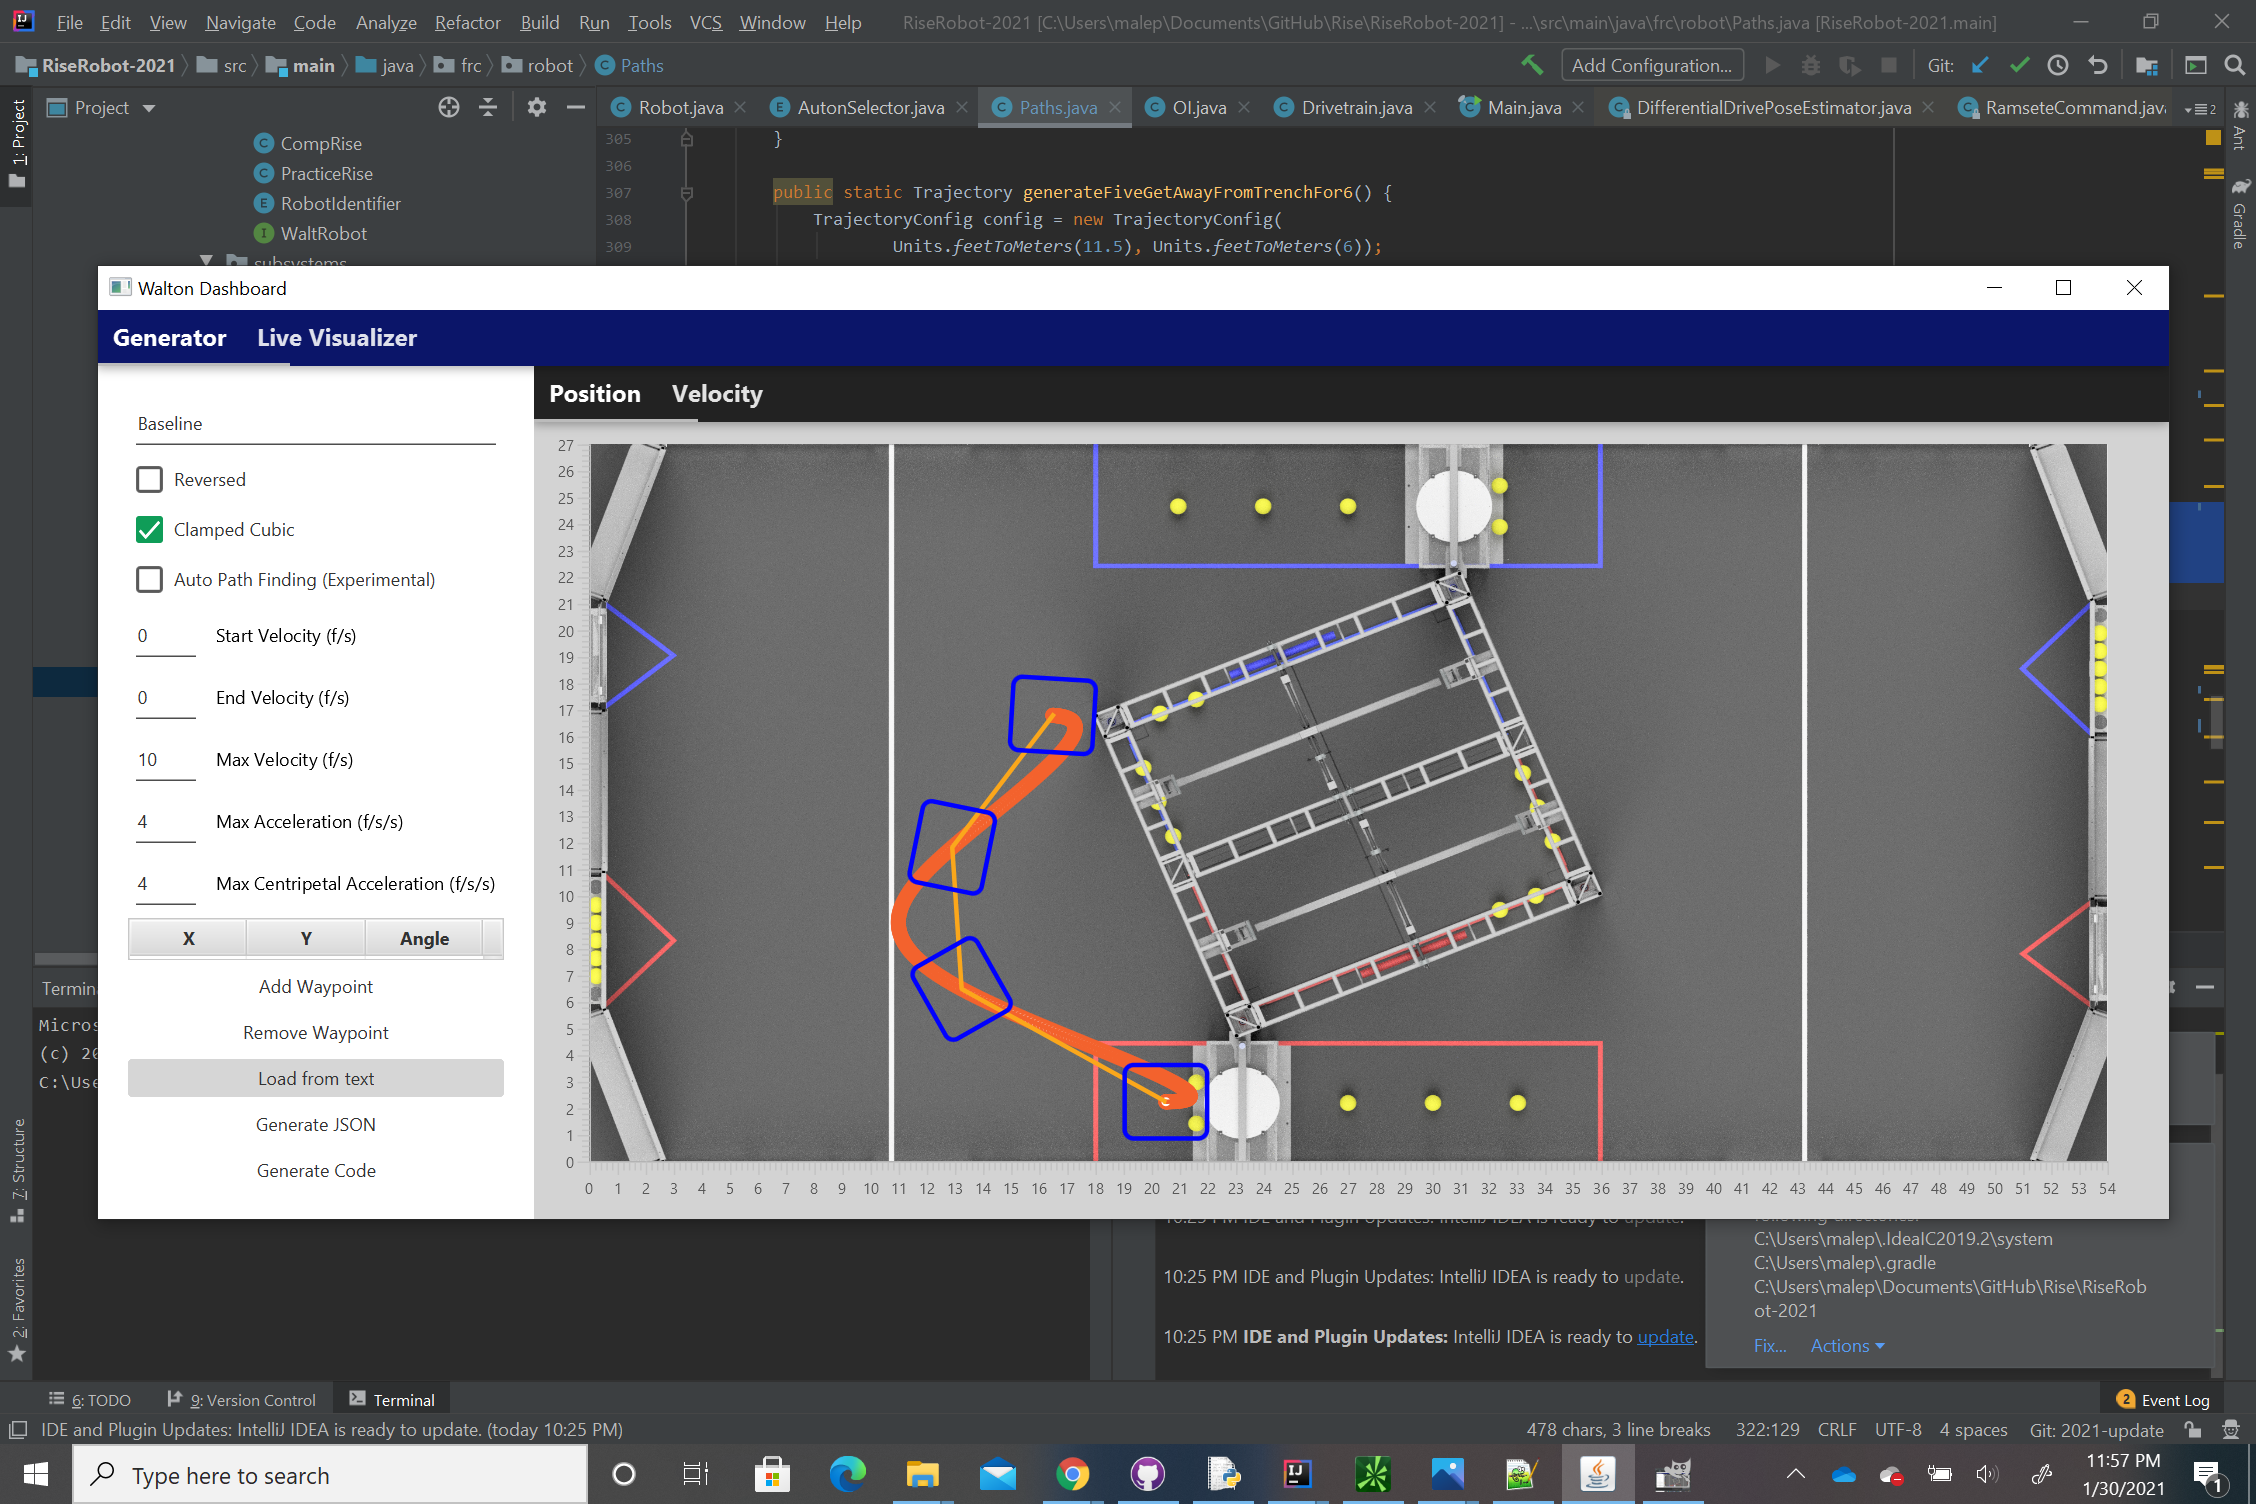 File Edit View Navigate Code Analyze Refactor Build Run Tools VCS Window Help RiseRobot-2021 [C:\Users\malep\Documents\GitHub\Rise\RiseRobot-2021] - ...\src\main\java\frc\robot\Paths.java [RiseRobot-2021.main]
RiseRobot-2021 src main java frc robot Paths Add Configuration... Git:
1: Project
Project
Robot.java AutonSelector.java Paths.java OI.java Drivetrain.java Main.java DifferentialDrivePoseEstimator.java RamseteCommand.java 2
Ant
Gradle
CompRise
PracticeRise
RobotIdentifier
WaltRobot
subsystems
305 }
306
307 public static Trajectory generateFiveGetAwayFromTrenchFor6() {
308 TrajectoryConfig config = new TrajectoryConfig(
309 Units.feetToMeters(11.5), Units.feetToMeters(6));
Walton Dashboard
Generator Live Visualizer
Position Velocity
Baseline
Reversed
Clamped Cubic
Auto Path Finding (Experimental)
0 Start Velocity (f/s)
0 End Velocity (f/s)
10 Max Velocity (f/s)
4 Max Acceleration (f/s/s)
4 Max Centripetal Acceleration (f/s/s)
X Y Angle
Add Waypoint
Remove Waypoint
Load from text
Generate JSON
Generate Code
27
26
25
24
23
22
21
20
19
18
17
16
15
14
13
12
11
10
9
8
7
6
5
4
3
2
1
0
0 1 2 3 4 5 6 7 8 9 10 11 12 13 14 15 16 17 18 19 20 21 22 23 24 25 26 27 28 29 30 31 32 33 34 35 36 37 38 39 40 41 42 43 44 45 46 47 48 49 50 51 52 53 54
Termin
Micros
(c) 20
C:\Use
7: Structure
2: Favorites
10:25 PM IDE and Plugin Updates: IntelliJ IDEA is ready to update.
10:25 PM IDE and Plugin Updates: IntelliJ IDEA is ready to update.
10:25 PM IDE and Plugin Updates: IntelliJ IDEA is ready to update.
following directories:
C:\Users\malep\.IdeaIC2019.2\system
C:\Users\malep\.gradle
C:\Users\malep\Documents\GitHub\Rise\RiseRob
ot-2021
Fix... Actions
6: TODO 9: Version Control Terminal 2 Event Log
IDE and Plugin Updates: IntelliJ IDEA is ready to update. (today 10:25 PM) 478 chars, 3 line breaks 322:129 CRLF UTF-8 4 spaces Git: 2021-update
Type here to search
11:57 PM
1/30/2021
1